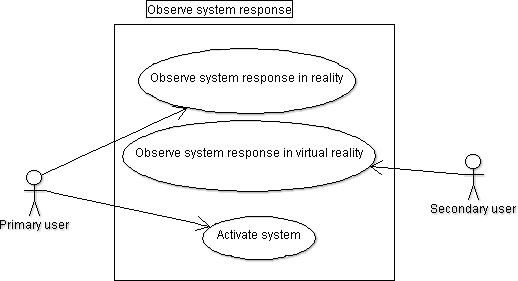 Observe system response
Observe system response in reality
Observe system response in virtual reality
Primary user
Secondary user
Activate system